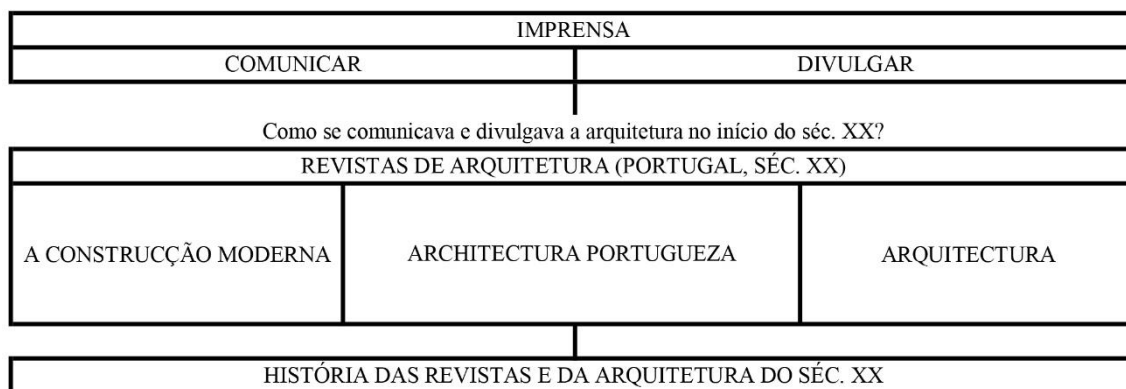 IMPRENSA
COMUNICAR
DIVULGAR
Como se comunicava e divulgava a arquitetura no início do séc. XX?
REVISTAS DE ARQUITETURA (PORTUGAL, SÉC. XX)
A CONSTRUCÇÃO MODERNA
ARCHITECTURA PORTUGUEZA
ARQUITECTURA
HISTÓRIA DAS REVISTAS E DA ARQUITETURA DO SÉC. XX